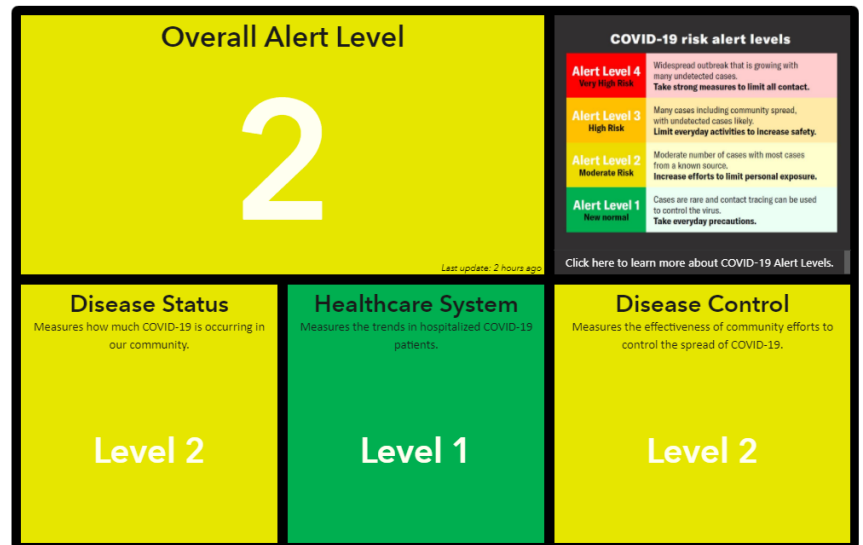 Overall Alert Level
2
Last update: 2 hours ago
COVID-19 risk alert levels
Alert Level 4
Very High Risk
Widespread outbreak that is growing with
many undetected cases.
Take strong measures to limit all contact.
Alert Level 3
High Risk
Many cases including community spread,
with undetected cases likely.
Limit everyday activities to increase safety.
Alert Level 2
Moderate Risk
Moderate number of cases with most cases
from a known source.
Increase efforts to limit personal exposure.
Alert Level 1
New normal
Cases are rare and contact tracing can be used
to control the virus.
Take everyday precautions.
Click here to learn more about COVID-19 Alert Levels.
Disease Status
Measures how much COVID-19 is occurring in
our community.
Level 2
Healthcare System
Measures the trends in hospitalized COVID-19
patients.
Level 1
Disease Control
Measures the effectiveness of community efforts to
control the spread of COVID-19.
Level 2